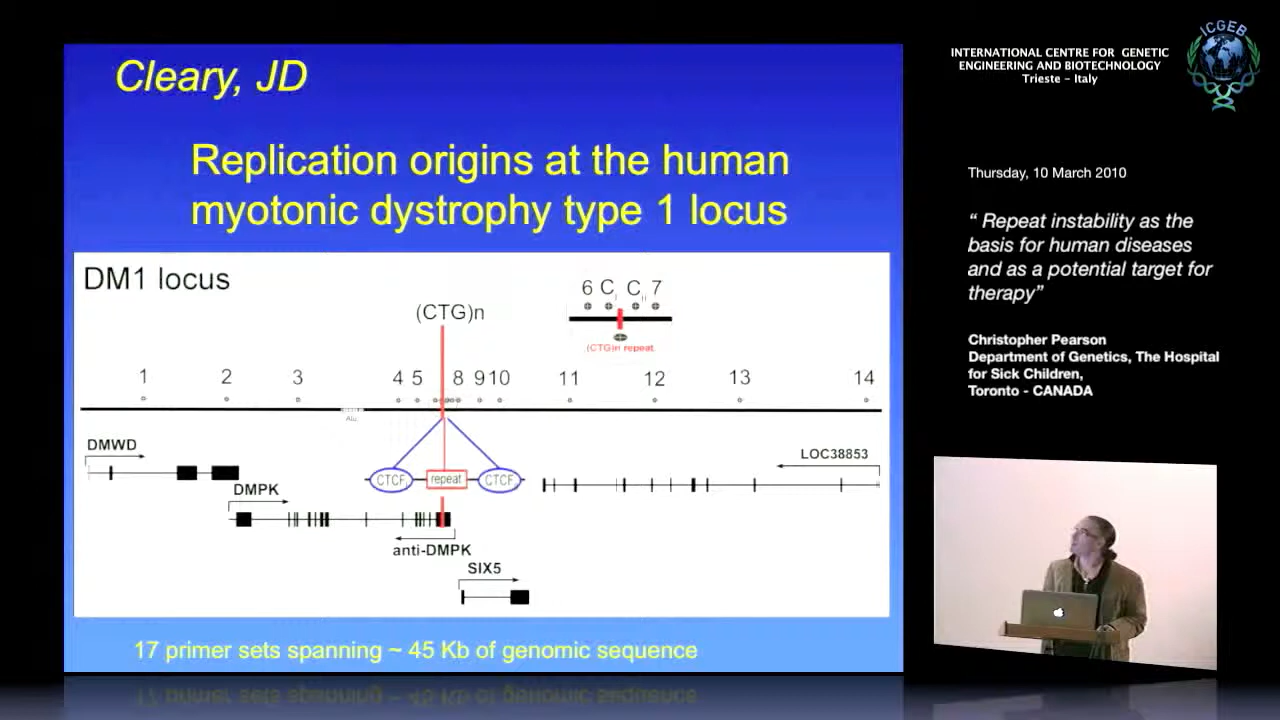 Cleary, JD
Replication origins at the human
myotonic dystrophy type 1 locus
DM1 locus
(CTG)n
6 C C 7
(CTG)n repeat
1 2 3 4 5 8 9 10 11 12 13 14
Alu
DMWD
LOC38853
CTCF repeat CTCF
DMPK
anti-DMPK
SIX5
17 primer sets spanning ~ 45 Kb of genomic sequence
ICGEB
INTERNATIONAL CENTRE FOR GENETIC
ENGINEERING AND BIOTECHNOLOGY
Trieste - Italy
Thursday, 10 March 2010
“ Repeat instability as the
basis for human diseases
and as a potential target for
therapy”
Christopher Pearson
Department of Genetics, The Hospital
for Sick Children,
Toronto - CANADA